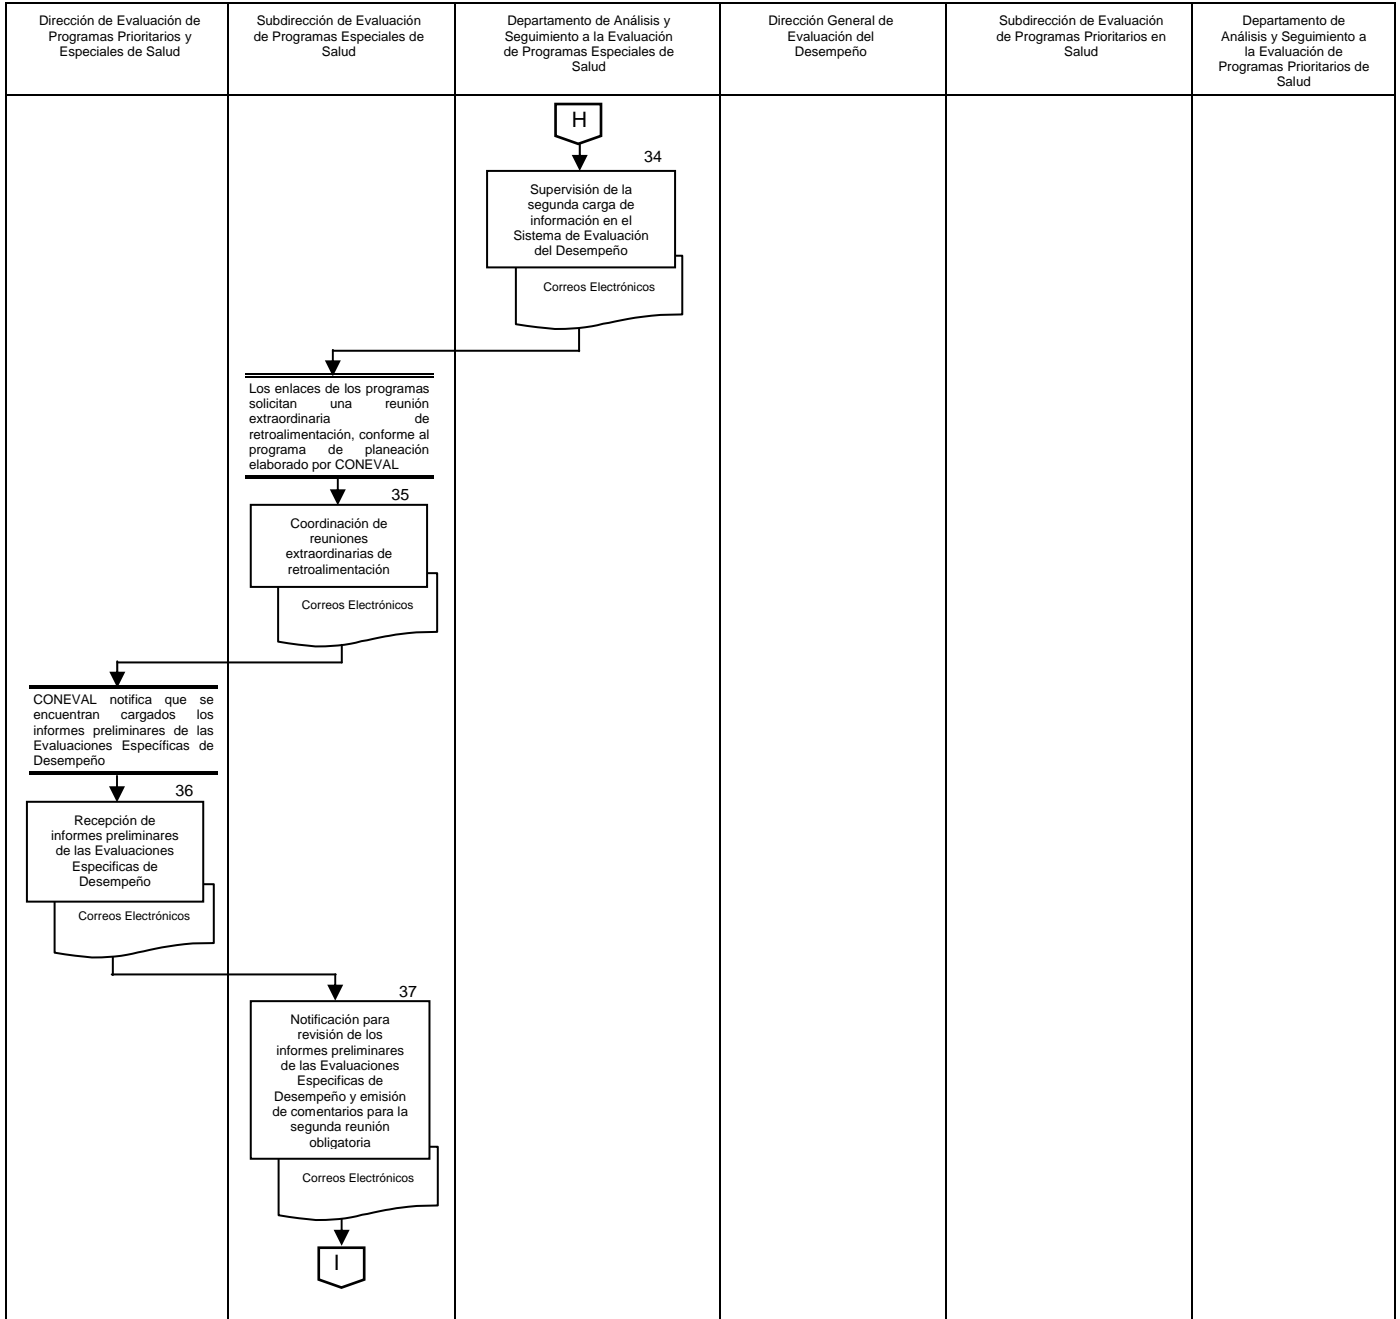 Dirección de Evaluación de
Programas Prioritarios y
Especiales de Salud
Subdirección de Evaluación
de Programas Especiales de
Salud
Departamento de Análisis y
Seguimiento a la Evaluación
de Programas Especiales de
Salud
Dirección General de
Evaluación del
Desempeño
Subdirección de Evaluación
de Programas Prioritarios en
Salud
Departamento de
Análisis y Seguimiento a
la Evaluación de
Programas Prioritarios de
Salud
H
34
Supervisión de la
segunda carga de
información en el
Sistema de Evaluación
del Desempeño
Correos Electrónicos
Los enlaces de los programas
solicitan una reunión
extraordinaria de
retroalimentación, conforme al
programa de planeación
elaborado por CONEVAL
35
Coordinación de
reuniones
extraordinarias de
retroalimentación
Correos Electrónicos
CONEVAL notifica que se
encuentran cargados los
informes preliminares de las
Evaluaciones Específicas de
Desempeño
36
Recepción de
informes preliminares
de las Evaluaciones
Especificas de
Desempeño
Correos Electrónicos
37
Notificación para
revisión de los
informes preliminares
de las Evaluaciones
Especificas de
Desempeño y emisión
de comentarios para la
segunda reunión
obligatoria
Correos Electrónicos
I